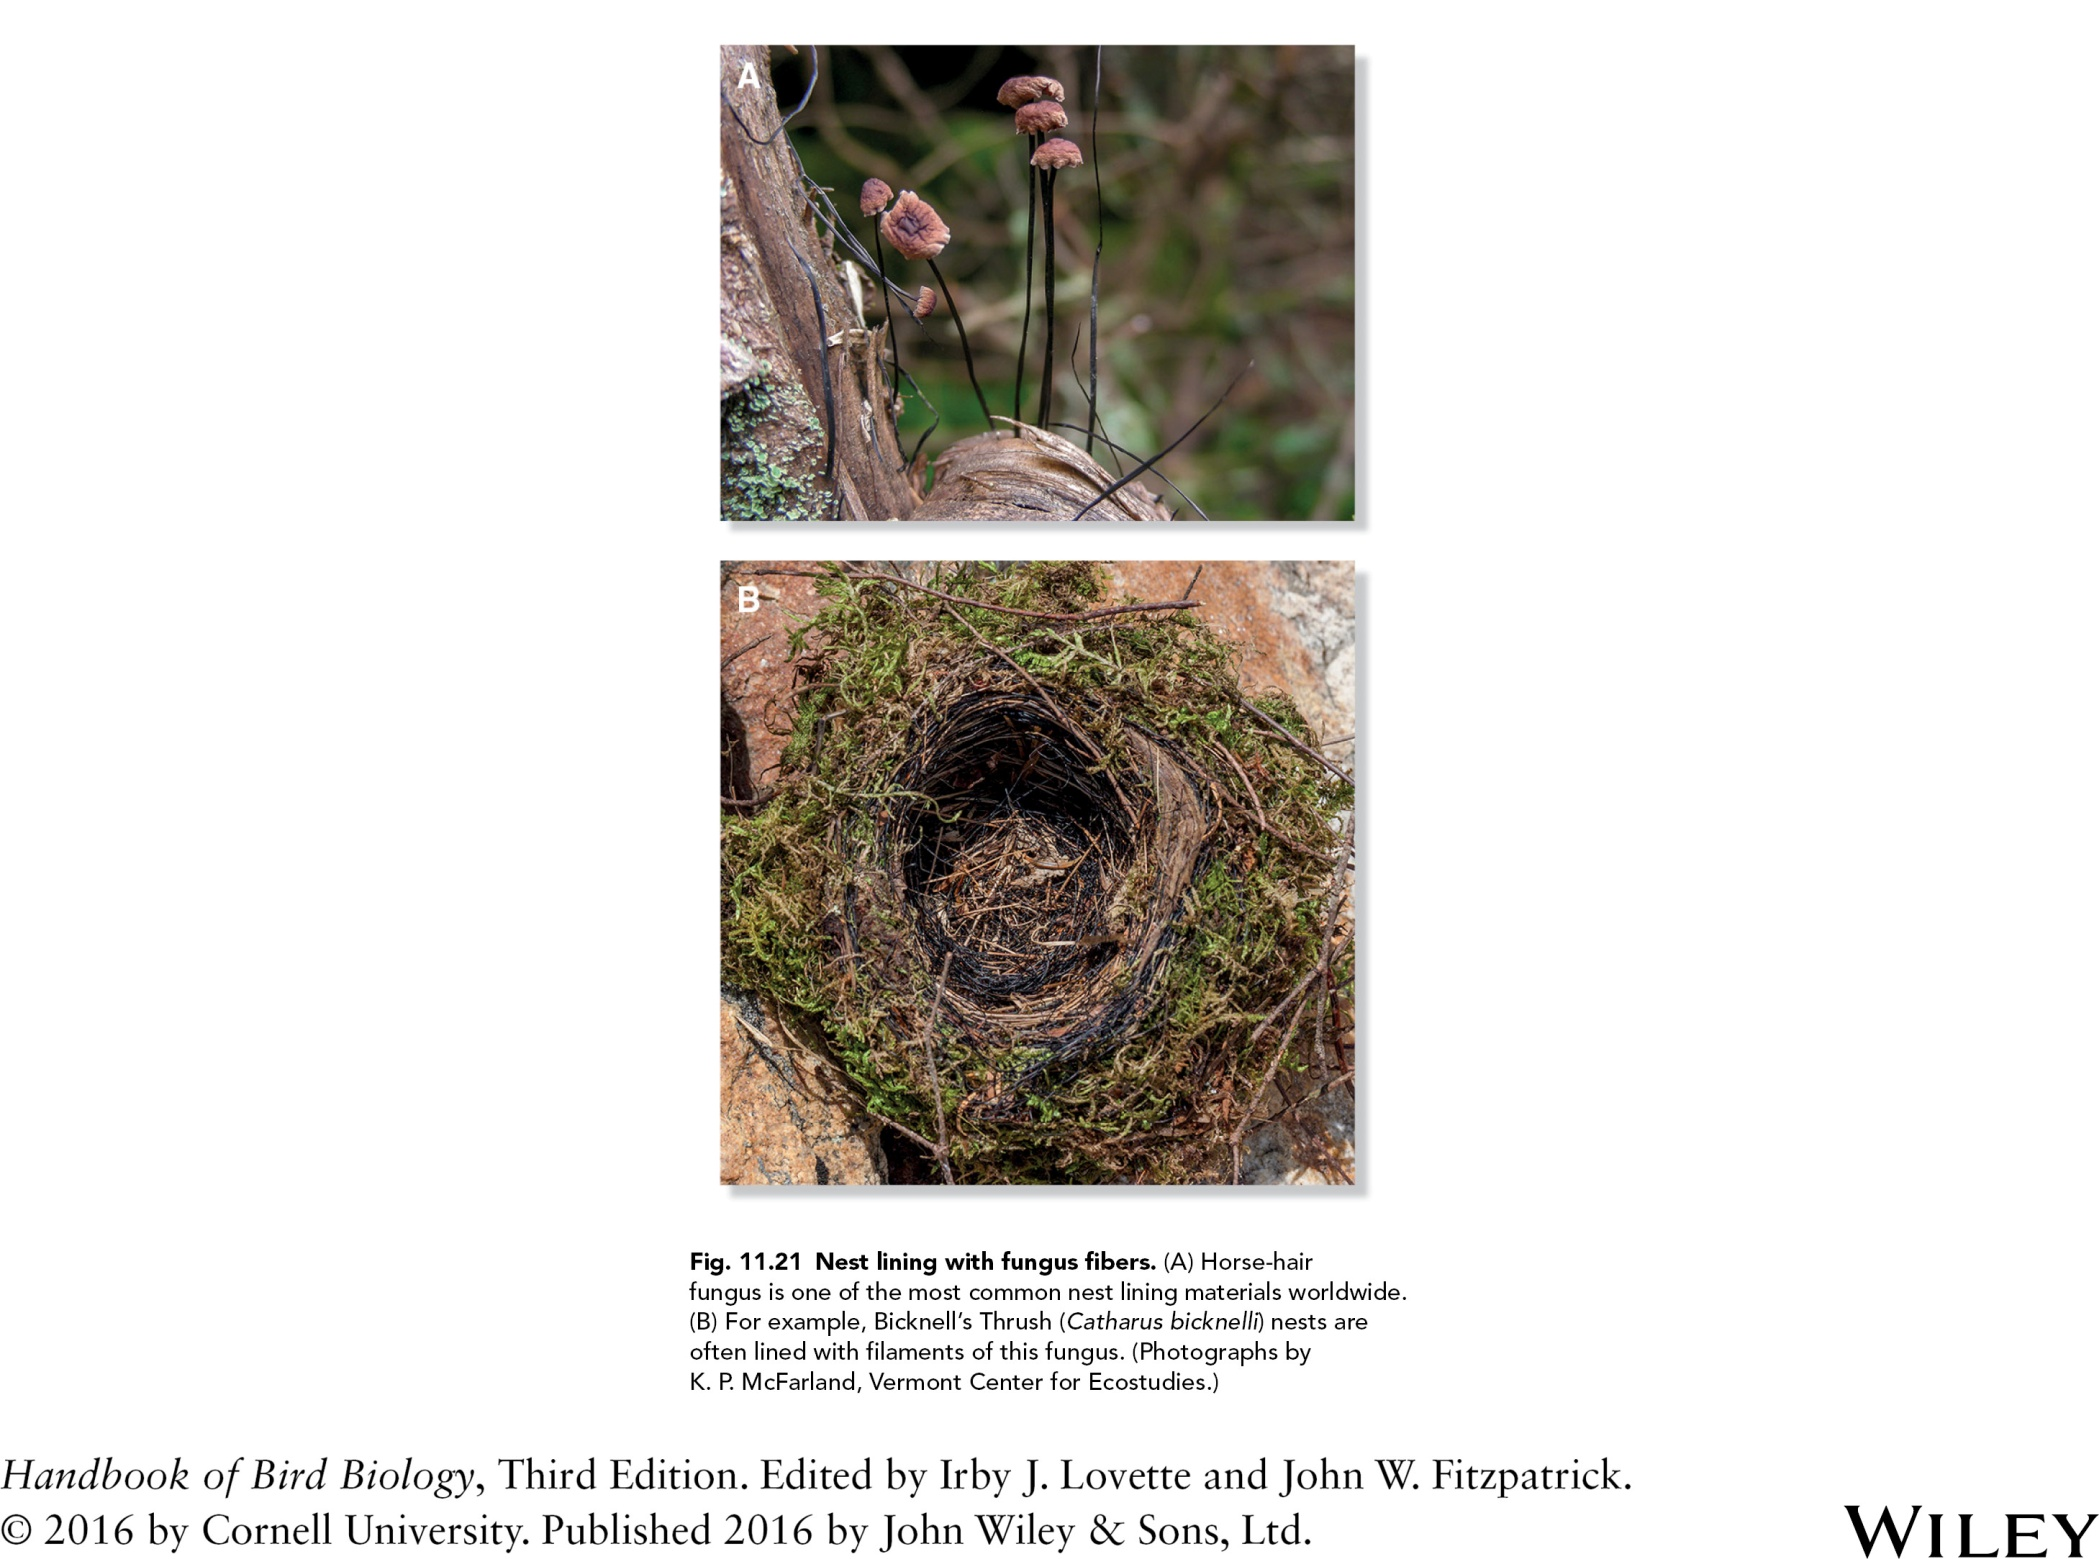 A
B
Fig. 11.21 Nest lining with fungus fibers. (A) Horse-hair
fungus is one of the most common nest lining materials worldwide.
(B) For example, Bicknell’s Thrush (Catharus bicknelli) nests are
often lined with filaments of this fungus. (Photographs by
K. P. McFarland, Vermont Center for Ecostudies.)
Handbook of Bird Biology, Third Edition. Edited by Irby J. Lovette and John W. Fitzpatrick.
© 2016 by Cornell University. Published 2016 by John Wiley & Sons, Ltd.
WILEY